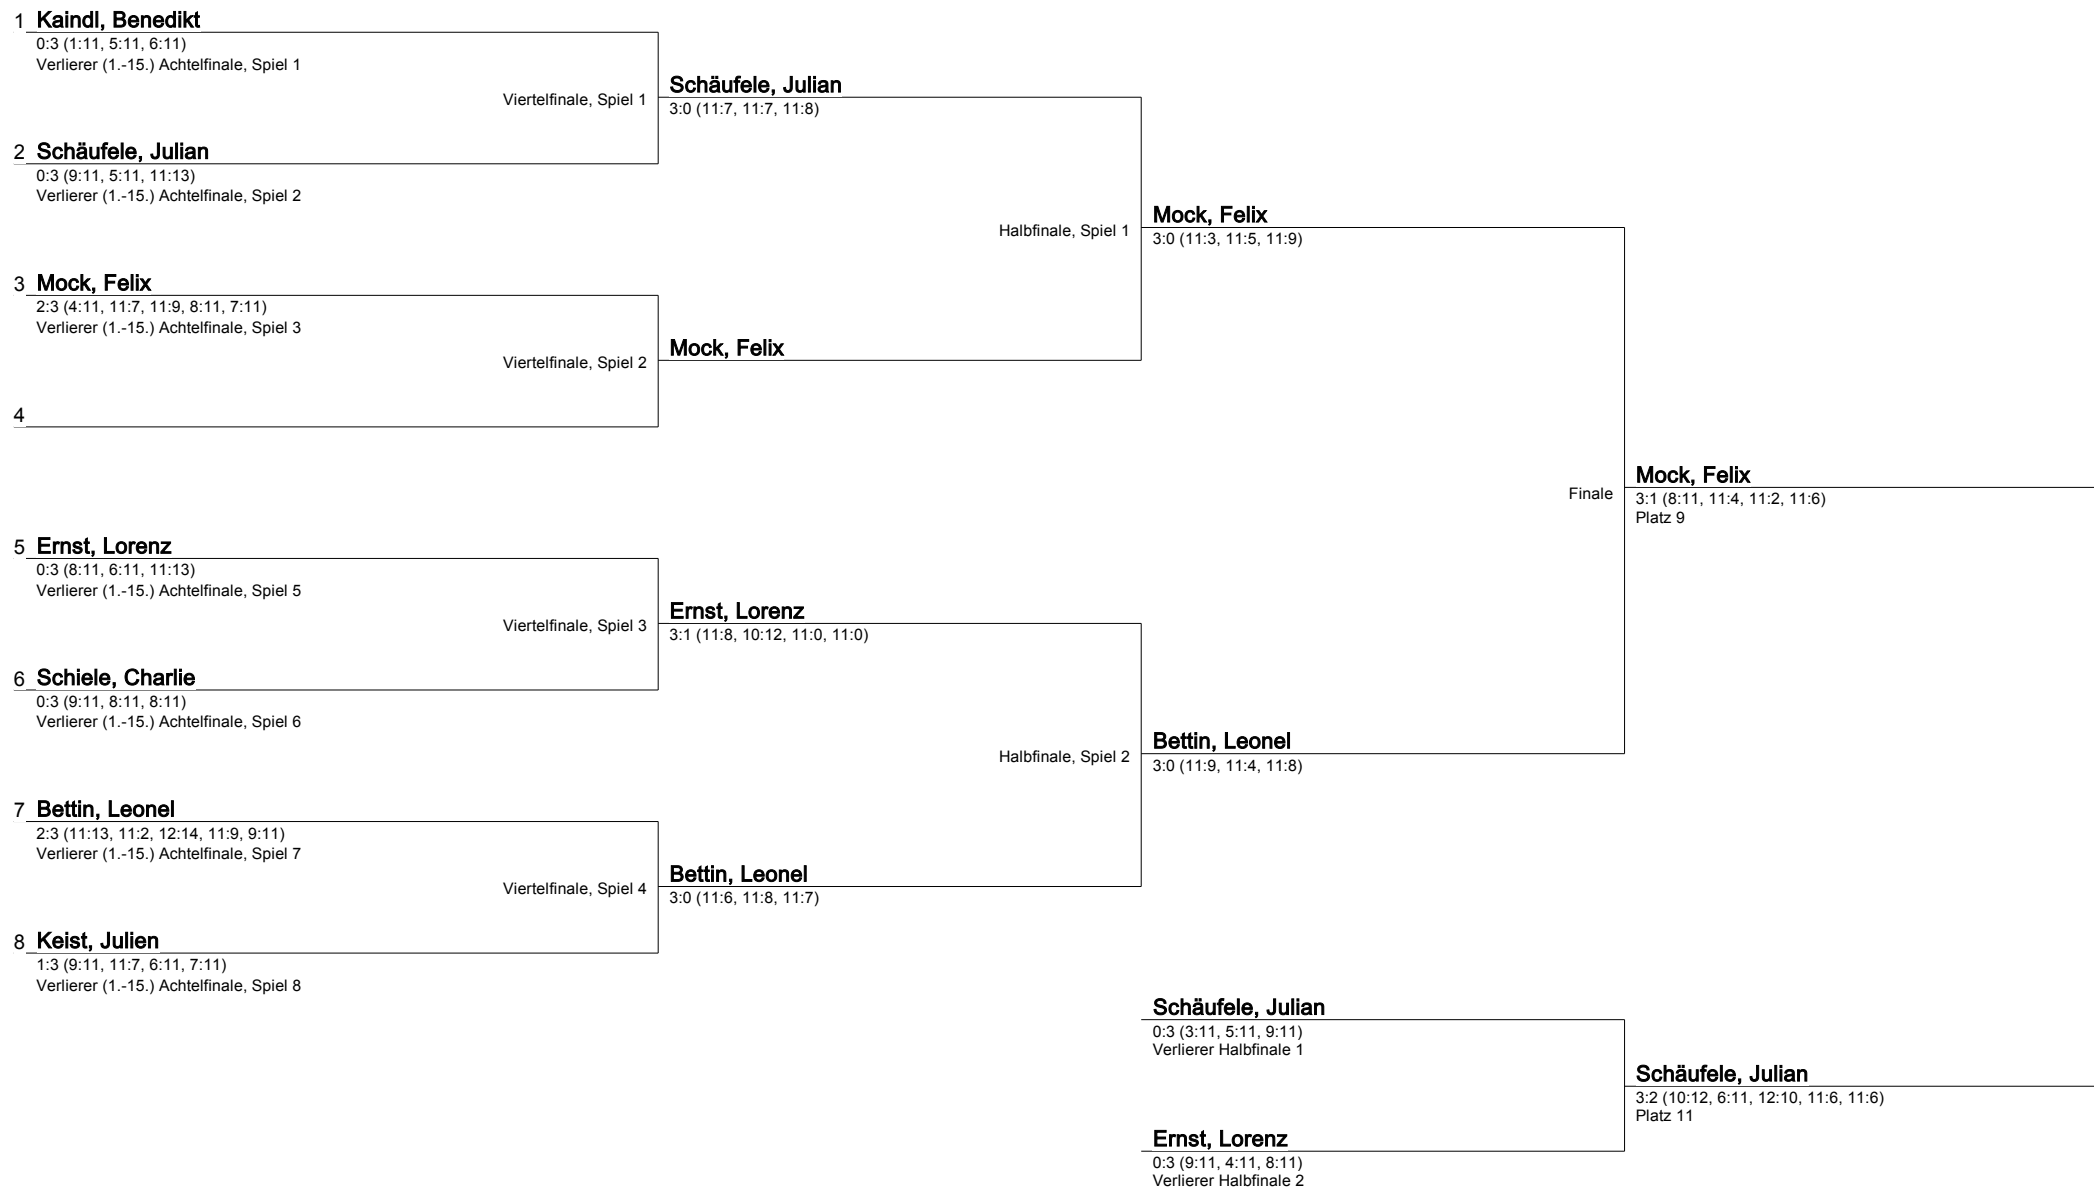 1 Kaindl, Benedikt
0:3 (1:11, 5:11, 6:11)
Verlierer (1.-15.) Achtelfinale, Spiel 1
Viertelfinale, Spiel 1
Schäufele, Julian
3:0 (11:7, 11:7, 11:8)
2 Schäufele, Julian
0:3 (9:11, 5:11, 11:13)
Verlierer (1.-15.) Achtelfinale, Spiel 2
Halbfinale, Spiel 1
Mock, Felix
3:0 (11:3, 11:5, 11:9)
3 Mock, Felix
2:3 (4:11, 11:7, 11:9, 8:11, 7:11)
Verlierer (1.-15.) Achtelfinale, Spiel 3
Viertelfinale, Spiel 2
Mock, Felix
4
Finale
Mock, Felix
3:1 (8:11, 11:4, 11:2, 11:6)
Platz 9
5 Ernst, Lorenz
0:3 (8:11, 6:11, 11:13)
Verlierer (1.-15.) Achtelfinale, Spiel 5
Viertelfinale, Spiel 3
Ernst, Lorenz
3:1 (11:8, 10:12, 11:0, 11:0)
6 Schiele, Charlie
0:3 (9:11, 8:11, 8:11)
Verlierer (1.-15.) Achtelfinale, Spiel 6
Halbfinale, Spiel 2
Bettin, Leonel
3:0 (11:9, 11:4, 11:8)
7 Bettin, Leonel
2:3 (11:13, 11:2, 12:14, 11:9, 9:11)
Verlierer (1.-15.) Achtelfinale, Spiel 7
Viertelfinale, Spiel 4
Bettin, Leonel
3:0 (11:6, 11:8, 11:7)
8 Keist, Julien
1:3 (9:11, 11:7, 6:11, 7:11)
Verlierer (1.-15.) Achtelfinale, Spiel 8
Schäufele, Julian
0:3 (3:11, 5:11, 9:11)
Verlierer Halbfinale 1
Schäufele, Julian
3:2 (10:12, 6:11, 12:10, 11:6, 11:6)
Platz 11
Ernst, Lorenz
0:3 (9:11, 4:11, 8:11)
Verlierer Halbfinale 2